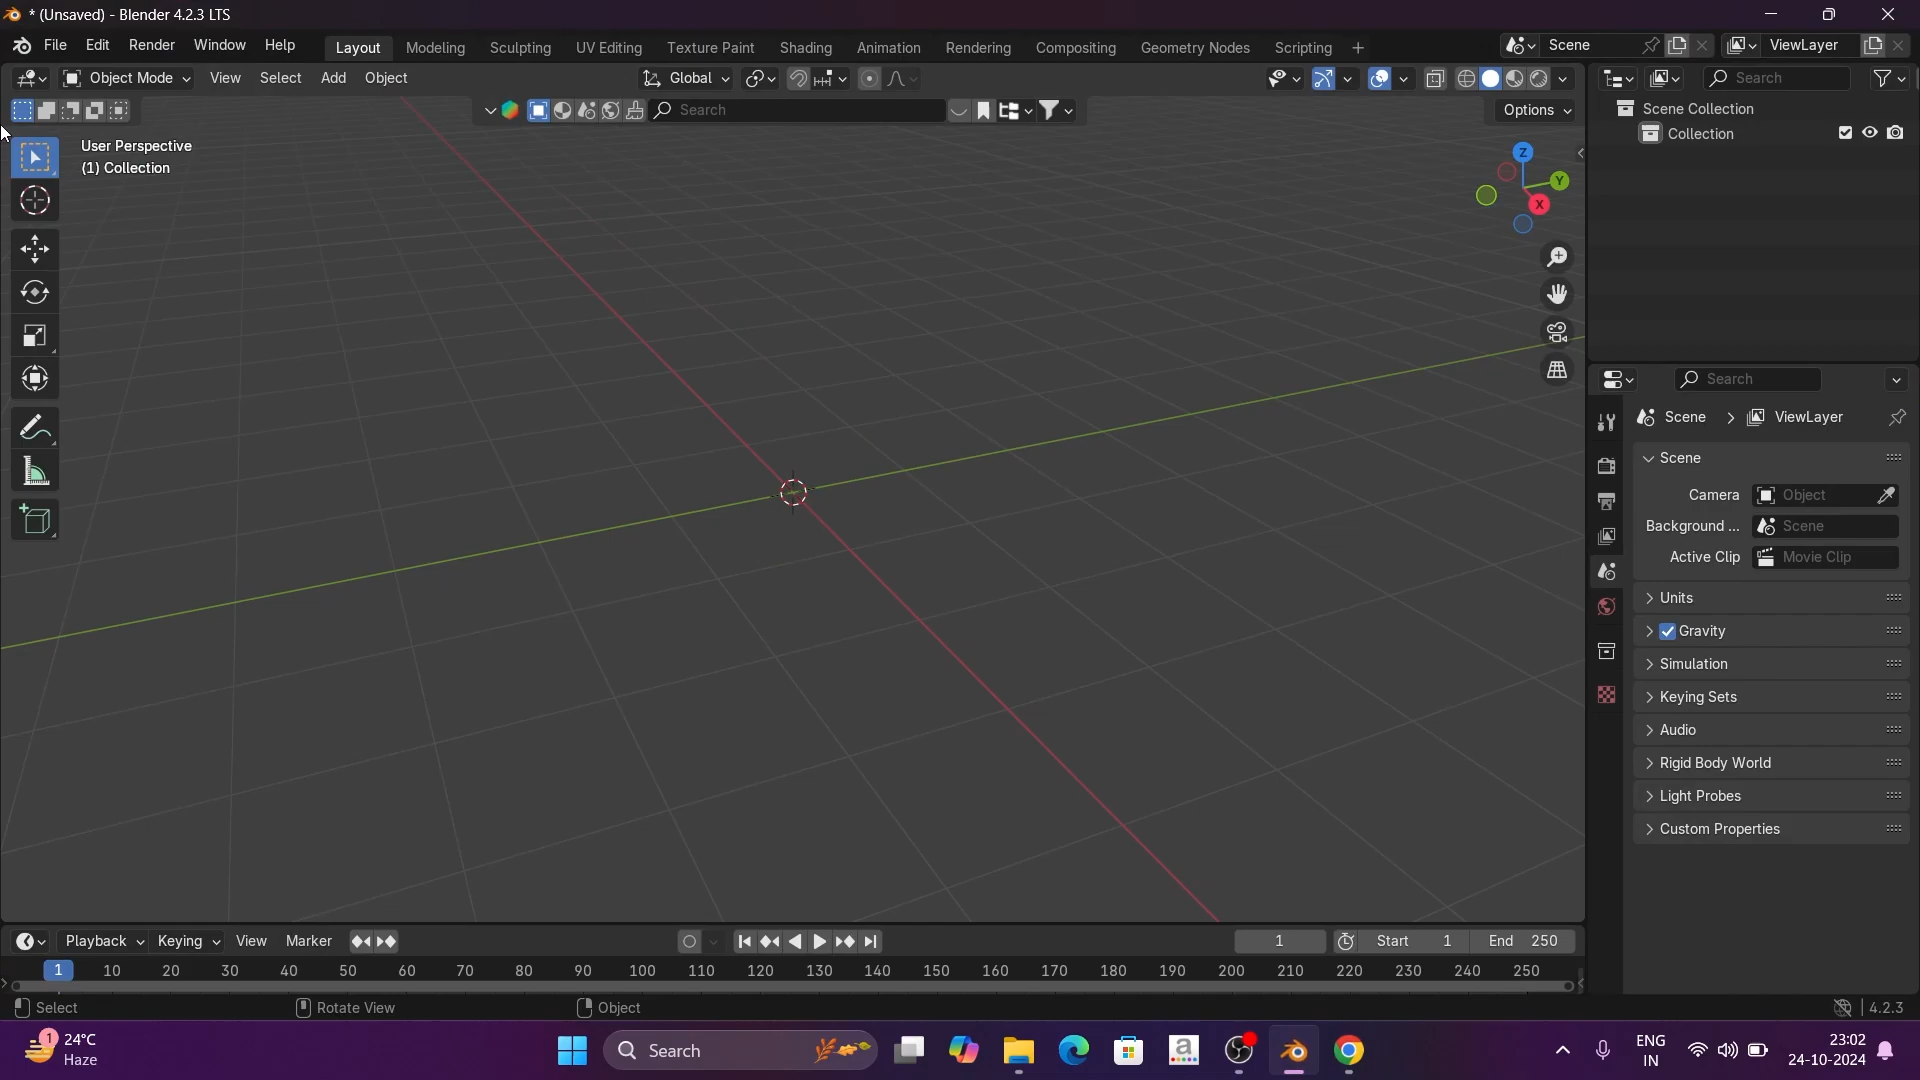 * (Unsaved) - Blender 4.2.3 LTS
File Edit Render Window Help Layout Modeling Sculpting UV Editing Texture Paint Shading Animation Rendering Compositing Geometry Nodes Scripting + Scene ViewLayer
Object Mode View Select Add Object Global Search
Search Options
Scene Collection
Collection
User Perspective
(1) Collection
Z
Y
X
Search
Scene > ViewLayer
Scene
Camera Object
Background ... Scene
Active Clip Movie Clip
Units
Gravity
Simulation
Keying Sets
Audio
Rigid Body World
Light Probes
Custom Properties
Playback Keying View Marker 1 Start 1 End 250
1 10 20 30 40 50 60 70 80 90 100 110 120 130 140 150 160 170 180 190 200 210 220 230 240 250
Select Rotate View Object 4.2.3
1
24°C
Haze
Search
a
ENG
IN
23:02
24-10-2024